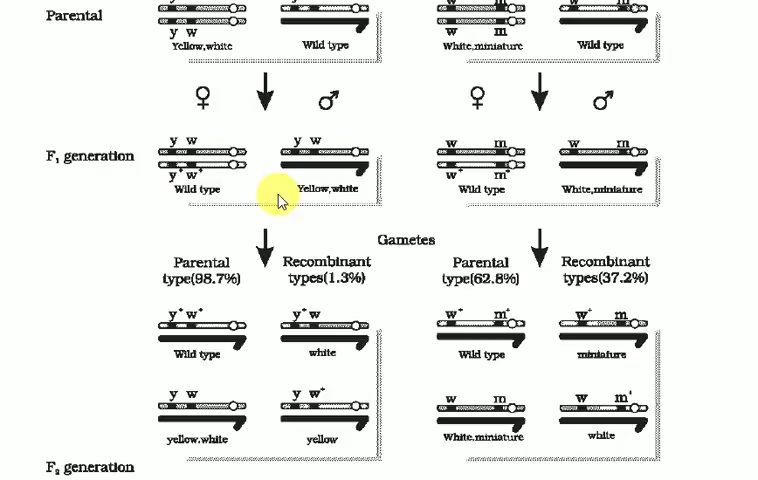 y w w m w m
Parental
y w w m
Yellow,white Wild type White,miniature Wild type
♀ ♂ ♀ ♂
y w y w w m w m
F₁ generation
y⁺ w⁺ w⁺ m⁺
Wild type Yellow,white Wild type White,miniature
Gametes
Parental Recombinant Parental Recombinant
type(98.7%) types(1.3%) type(62.8%) types(37.2%)
y⁺ w⁺ y⁺ w w⁺ m⁺ w⁺ m
Wild type white Wild type miniature
y w y w⁺ w m w m⁺
yellow.white yellow White,miniature white
F₂ generation